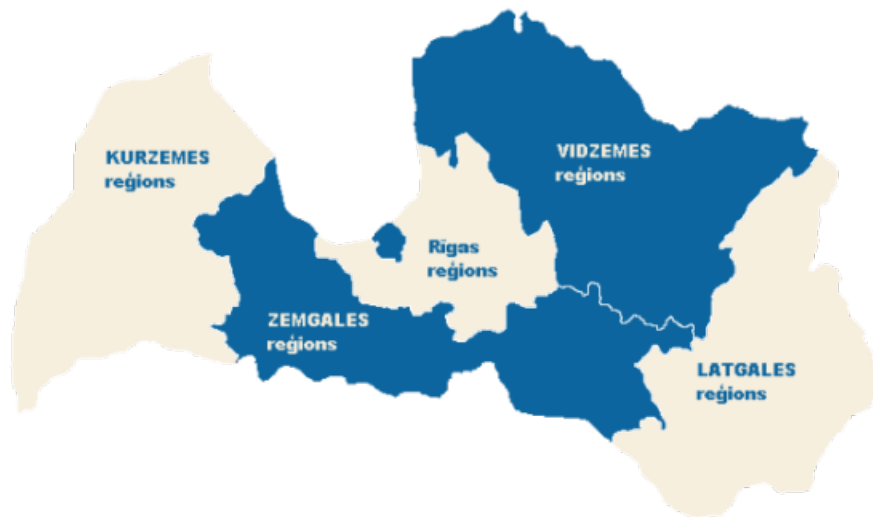 KURZEMES
reģions
VIDZEMES
reģions
Rīgas
reģions
ZEMGALES
reģions
LATGALES
reģions